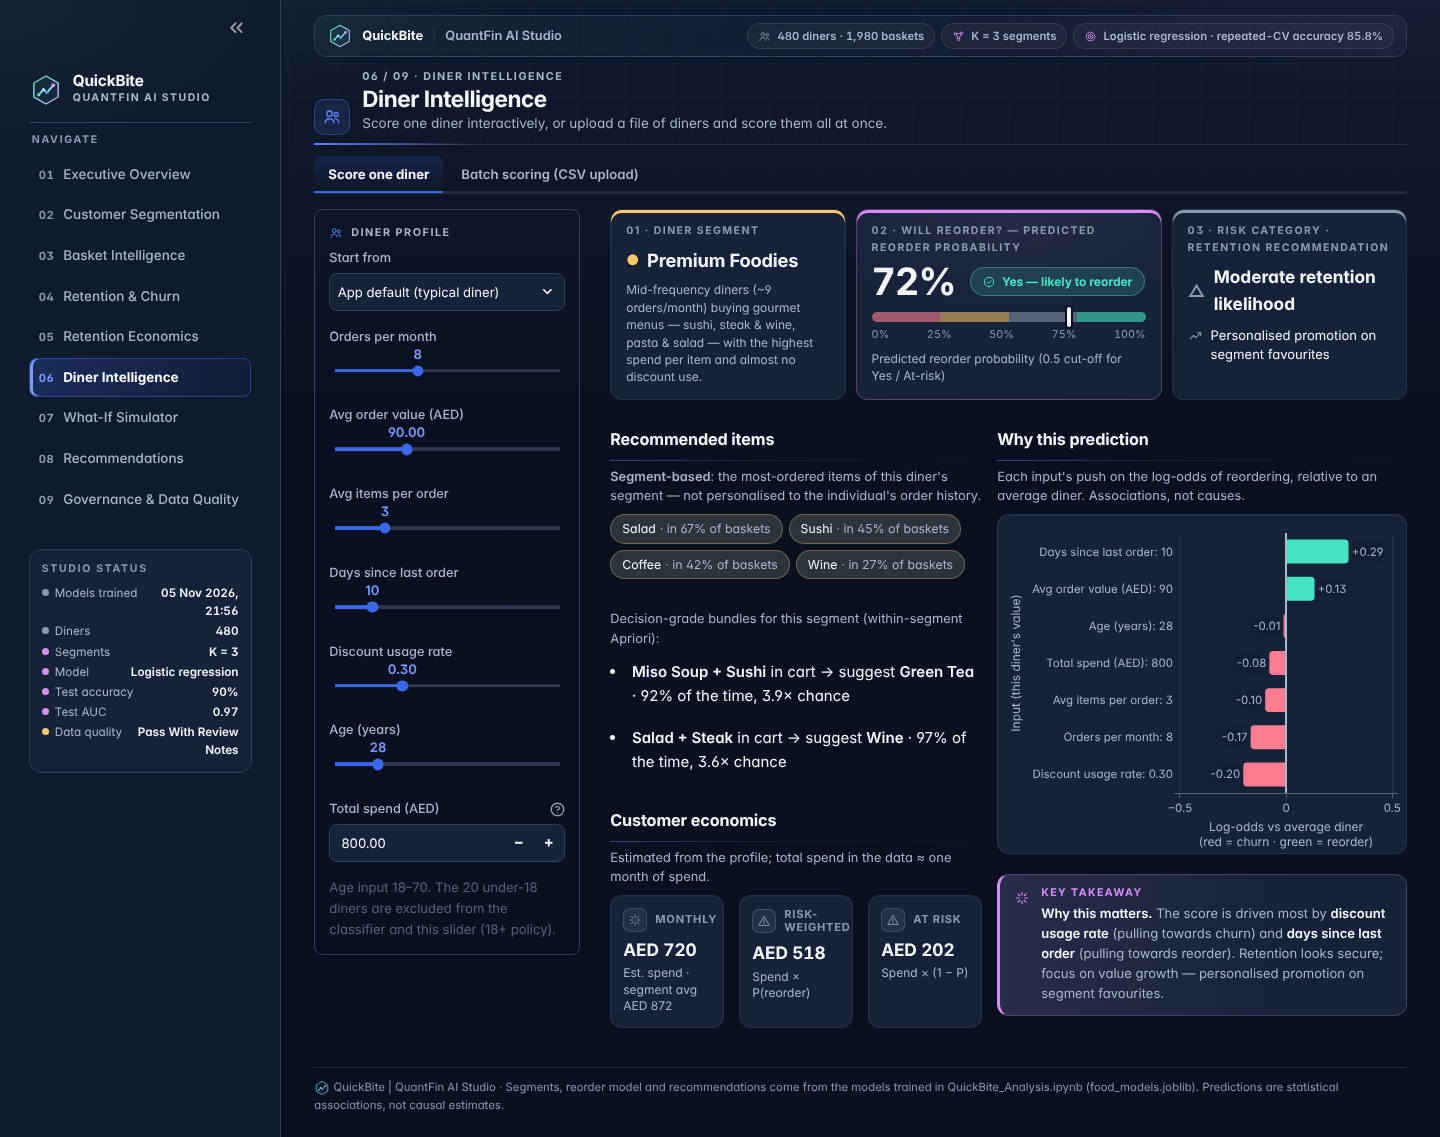 QuickBite
QUANTFIN AI STUDIO
NAVIGATE
01 Executive Overview
02 Customer Segmentation
03 Basket Intelligence
04 Retention & Churn
05 Retention Economics
06 Diner Intelligence
07 What-If Simulator
08 Recommendations
09 Governance & Data Quality
STUDIO STATUS
Models trained 05 Nov 2026,
21:56
Diners 480
Segments K = 3
Model Logistic regression
Test accuracy 90%
Test AUC 0.97
Data quality Pass With Review
Notes
QuickBite QuantFin AI Studio
480 diners · 1,980 baskets
K = 3 segments
Logistic regression · repeated-CV accuracy 85.8%
06 / 09 · DINER INTELLIGENCE
Diner Intelligence
Score one diner interactively, or upload a file of diners and score them all at once.
Score one diner
Batch scoring (CSV upload)
DINER PROFILE
Start from
App default (typical diner)
Orders per month
8
Avg order value (AED)
90.00
Avg items per order
3
Days since last order
10
Discount usage rate
0.30
Age (years)
28
Total spend (AED)
800.00
Age input 18–70. The 20 under-18
diners are excluded from the
classifier and this slider (18+ policy).
01 · DINER SEGMENT
Premium Foodies
Mid-frequency diners (~9
orders/month) buying gourmet
menus — sushi, steak & wine,
pasta & salad — with the highest
spend per item and almost no
discount use.
02 · WILL REORDER? — PREDICTED
REORDER PROBABILITY
72%
Yes — likely to reorder
0% 25% 50% 75% 100%
Predicted reorder probability (0.5 cut-off for
Yes / At-risk)
03 · RISK CATEGORY ·
RETENTION RECOMMENDATION
Moderate retention
likelihood
Personalised promotion on
segment favourites
Recommended items
Segment-based: the most-ordered items of this diner's
segment — not personalised to the individual's order history.
Salad · in 67% of baskets
Sushi · in 45% of baskets
Coffee · in 42% of baskets
Wine · in 27% of baskets
Decision-grade bundles for this segment (within-segment
Apriori):
• Miso Soup + Sushi in cart → suggest Green Tea
· 92% of the time, 3.9× chance
• Salad + Steak in cart → suggest Wine · 97% of
the time, 3.6× chance
Customer economics
Estimated from the profile; total spend in the data ≈ one
month of spend.
MONTHLY
AED 720
Est. spend ·
segment avg
AED 872
RISK-
WEIGHTED
AED 518
Spend ×
P(reorder)
AT RISK
AED 202
Spend × (1 − P)
Why this prediction
Each input's push on the log-odds of reordering, relative to an
average diner. Associations, not causes.
Input (this diner's value)
Days since last order: 10 +0.29
Avg order value (AED): 90 +0.13
Age (years): 28 -0.01
Total spend (AED): 800 -0.08
Avg items per order: 3 -0.10
Orders per month: 8 -0.17
Discount usage rate: 0.30 -0.20
−0.5 0 0.5
Log-odds vs average diner
(red = churn · green = reorder)
KEY TAKEAWAY
Why this matters. The score is driven most by discount
usage rate (pulling towards churn) and days since last
order (pulling towards reorder). Retention looks secure;
focus on value growth — personalised promotion on
segment favourites.
QuickBite | QuantFin AI Studio · Segments, reorder model and recommendations come from the models trained in QuickBite_Analysis.ipynb (food_models.joblib). Predictions are statistical
associations, not causal estimates.